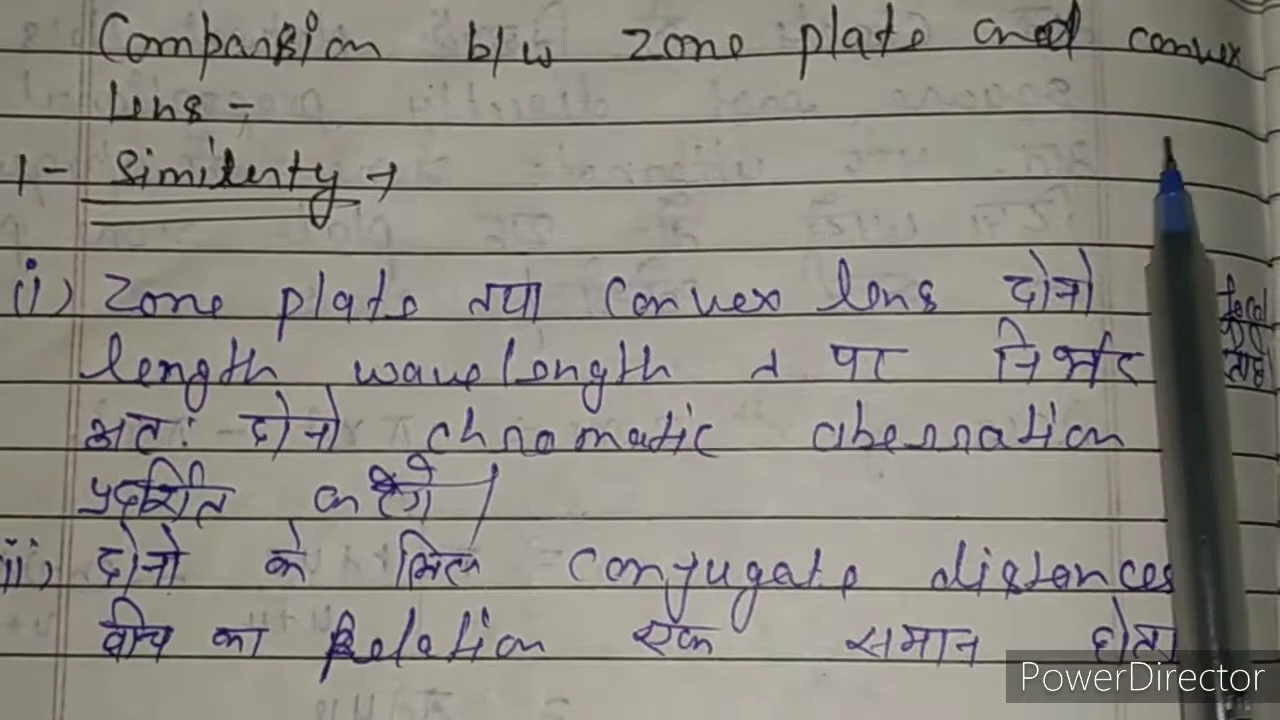 Comparision b/w zone plate and convex
lens -
1- Similerty →
(i) Zone plate तथा convex lens दोनो focal
length wavelength λ पर निर्भर
अतः दोनो chromatic aberration
प्रदर्शित करेंगे।
ii) दोनो के लिए conjugate distances
बीच का Relation एक समान होता
PowerDirector